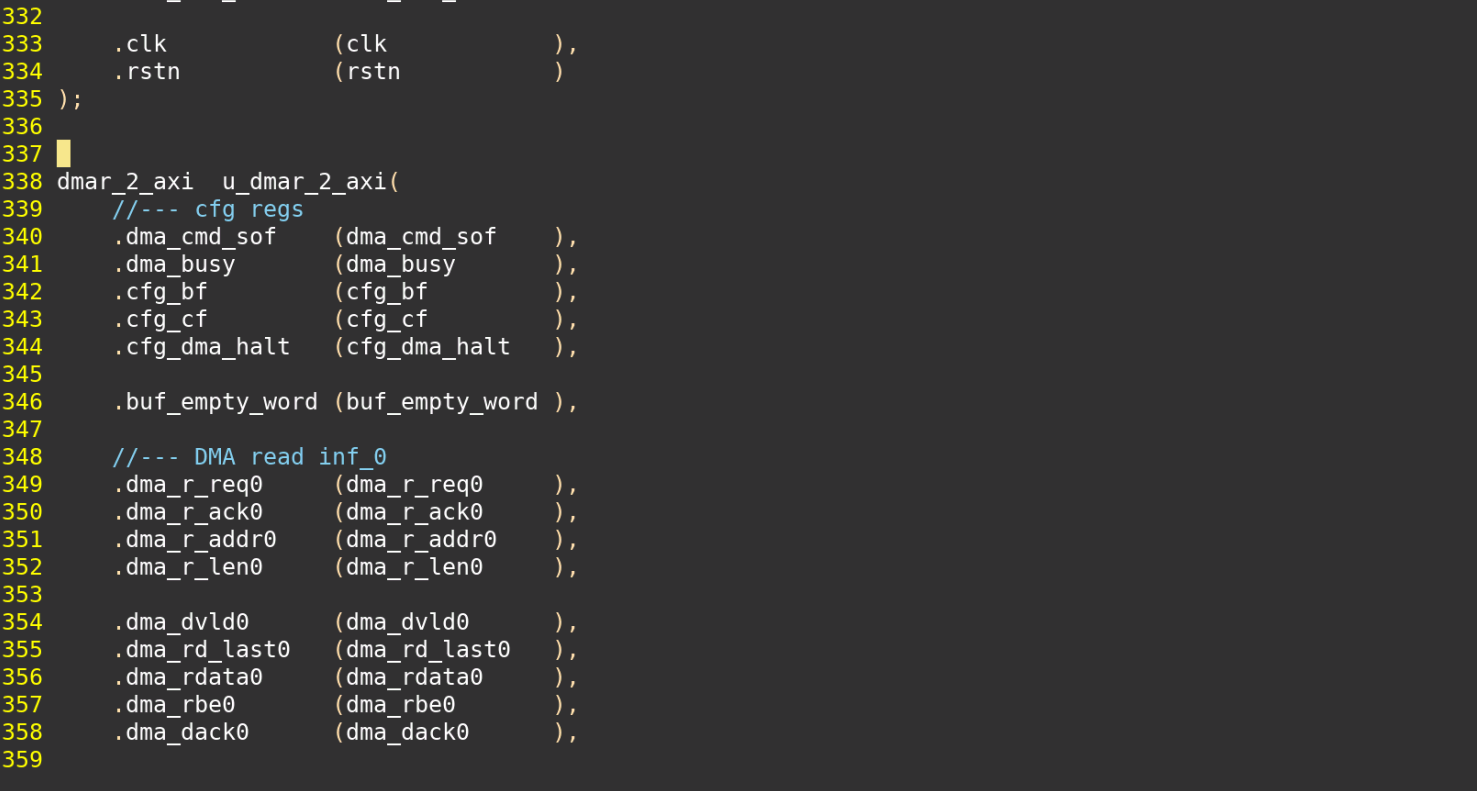 332
333     .clk            (clk            ),
334     .rstn           (rstn           )
335 );
336
337
338 dmar_2_axi  u_dmar_2_axi(
339     //--- cfg regs
340     .dma_cmd_sof    (dma_cmd_sof    ),
341     .dma_busy       (dma_busy       ),
342     .cfg_bf         (cfg_bf         ),
343     .cfg_cf         (cfg_cf         ),
344     .cfg_dma_halt   (cfg_dma_halt   ),
345
346     .buf_empty_word (buf_empty_word ),
347
348     //--- DMA read inf_0
349     .dma_r_req0     (dma_r_req0     ),
350     .dma_r_ack0     (dma_r_ack0     ),
351     .dma_r_addr0    (dma_r_addr0    ),
352     .dma_r_len0     (dma_r_len0     ),
353
354     .dma_dvld0      (dma_dvld0      ),
355     .dma_rd_last0   (dma_rd_last0   ),
356     .dma_rdata0     (dma_rdata0     ),
357     .dma_rbe0       (dma_rbe0       ),
358     .dma_dack0      (dma_dack0      ),
359